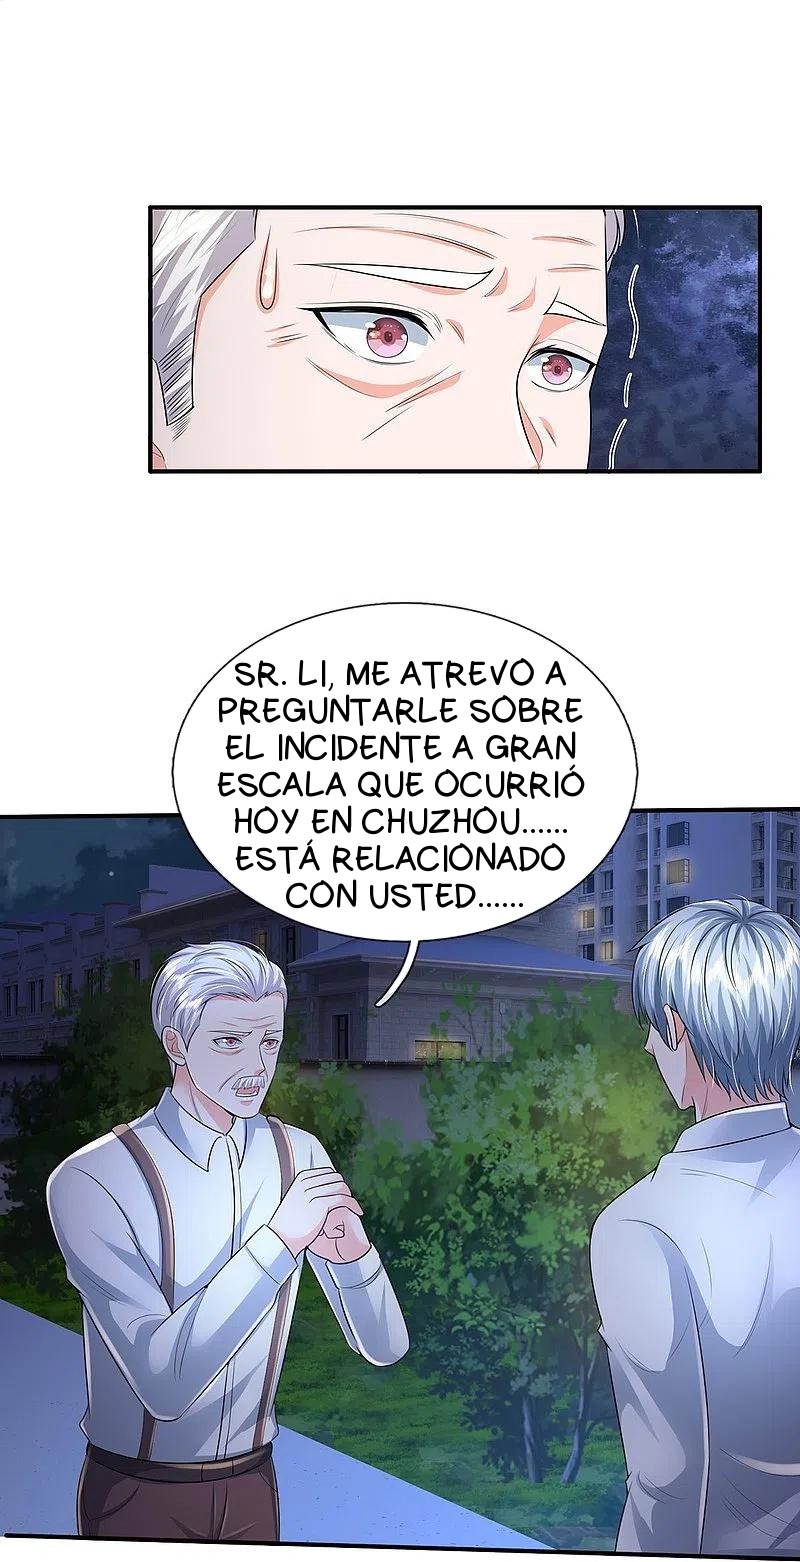 SR. LI, ME ATREVO A
PREGUNTARLE SOBRE
EL INCIDENTE A GRAN
ESCALA QUE OCURRIÓ
HOY EN CHUZHOU......
ESTÁ RELACIONADO
CON USTED......